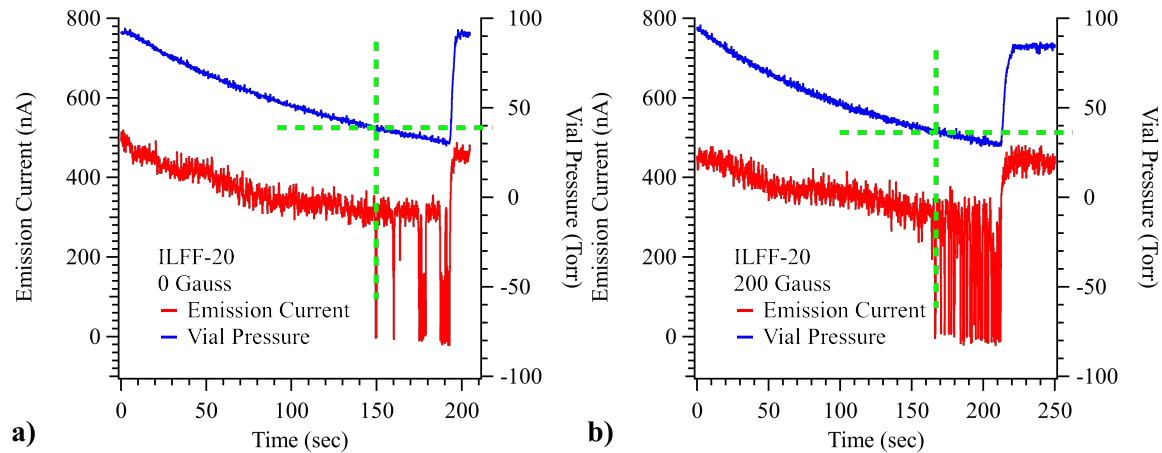 800
600
400
200
0
Emission Current (nA)
100
50
0
-50
-100
Vial Pressure (Torr)
ILFF-20
0 Gauss
Emission Current
Vial Pressure
0 50 100 150 200
Time (sec)
a)
800
600
400
200
0
Emission Current (nA)
100
50
0
-50
-100
Vial Pressure (Torr)
ILFF-20
200 Gauss
Emission Current
Vial Pressure
0 50 100 150 200 250
Time (sec)
b)